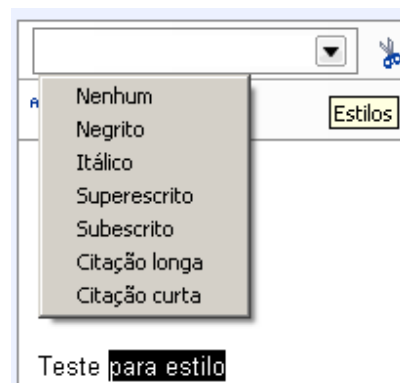 Nenhum
Negrito
Estilos
Itálico
Superescrito
Subescrito
Citação longa
Citação curta
Teste para estilo